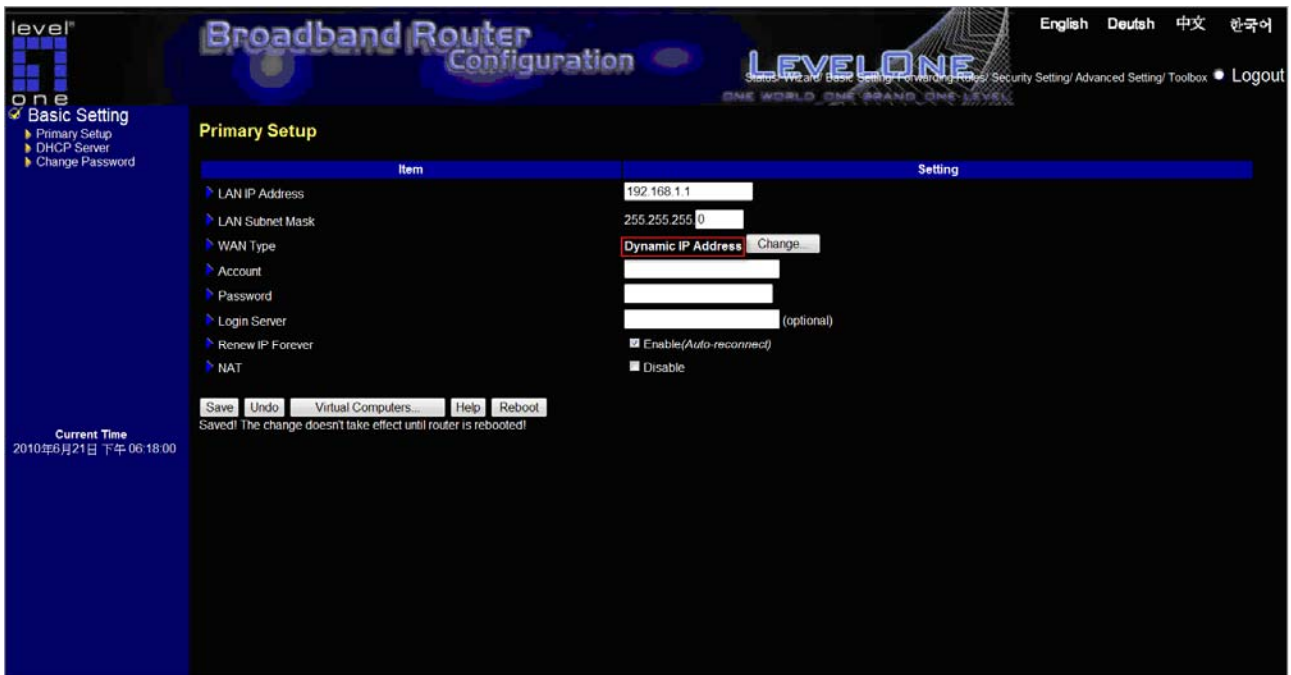 level
one
Broadband Router
Configuration
LEVELONE
ONE WORLD ONE BRAND ONE LEVEL
English Deutsh 中文 한국어
Status/ Wizard/ Basic Setting/ Forwarding Rules/ Security Setting/ Advanced Setting/ Toolbox Logout
Basic Setting
Primary Setup
DHCP Server
Change Password
Current Time
2010年6月21日 下午 06:18:00
Primary Setup
Item Setting
LAN IP Address 192.168.1.1
LAN Subnet Mask 255.255.255.0
WAN Type Dynamic IP Address Change...
Account
Password
Login Server (optional)
Renew IP Forever Enable(Auto-reconnect)
NAT Disable
Save Undo Virtual Computers... Help Reboot
Saved! The change doesn't take effect until router is rebooted!